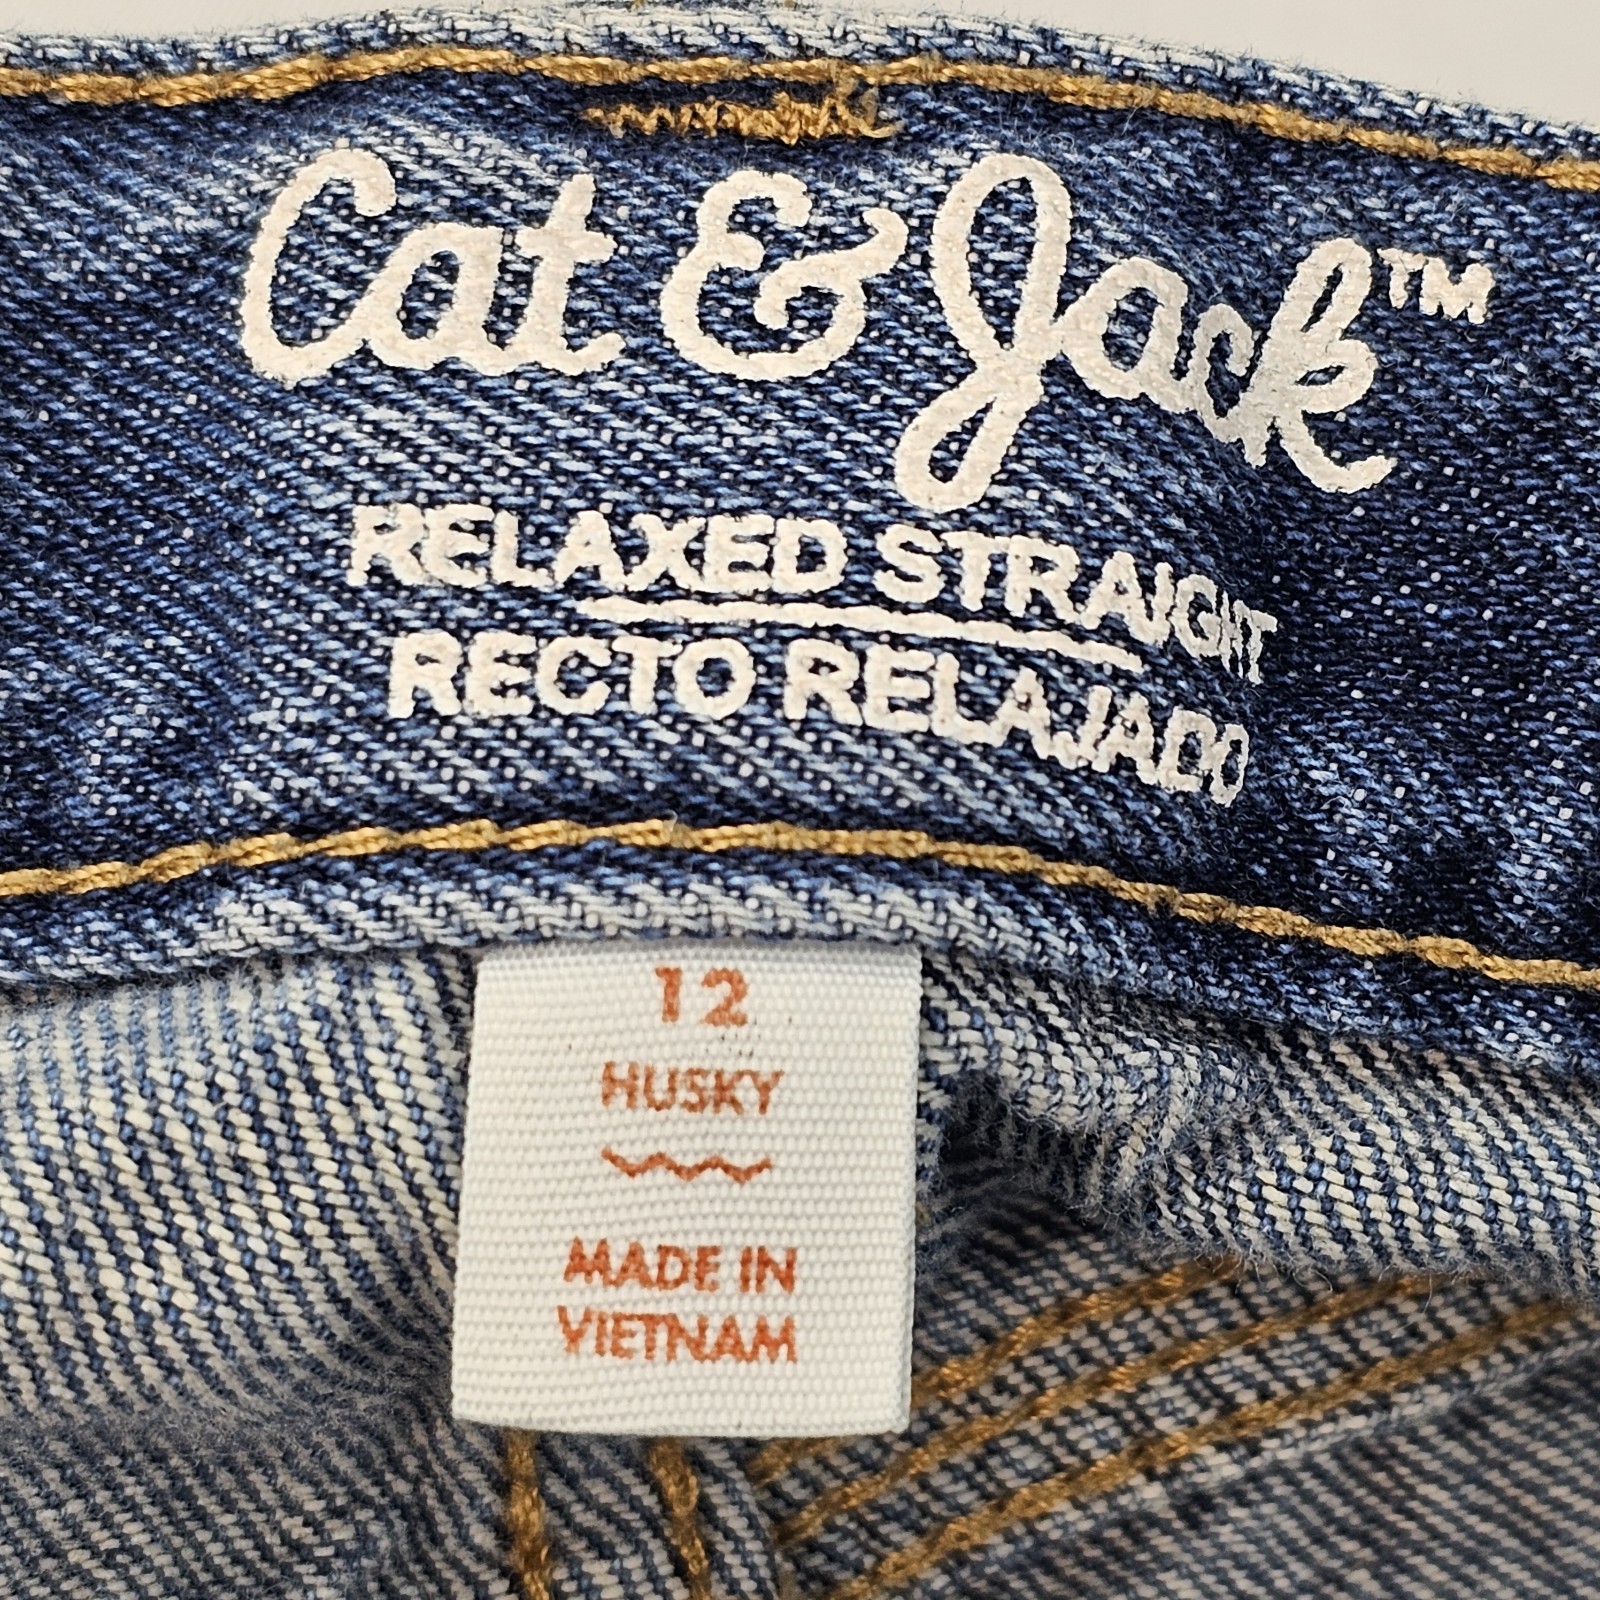 Cat & Jack™
RELAXED STRAIGHT
RECTO RELAJADO
12
HUSKY
MADE IN
VIETNAM